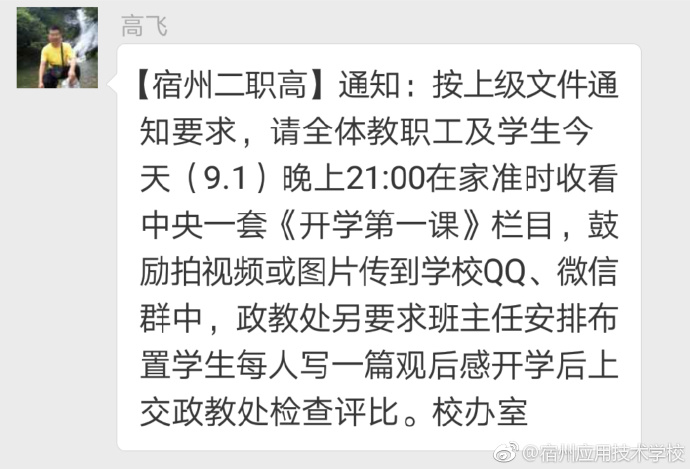 高飞
【宿州二职高】通知：按上级文件通
知要求，请全体教职工及学生今
天（9.1）晚上21:00在家准时收看
中央一套《开学第一课》栏目，鼓
励拍视频或图片传到学校QQ、微信
群中，政教处另要求班主任安排布
置学生每人写一篇观后感开学后上
交政教处检查评比。校办室
@宿州应用技术学校